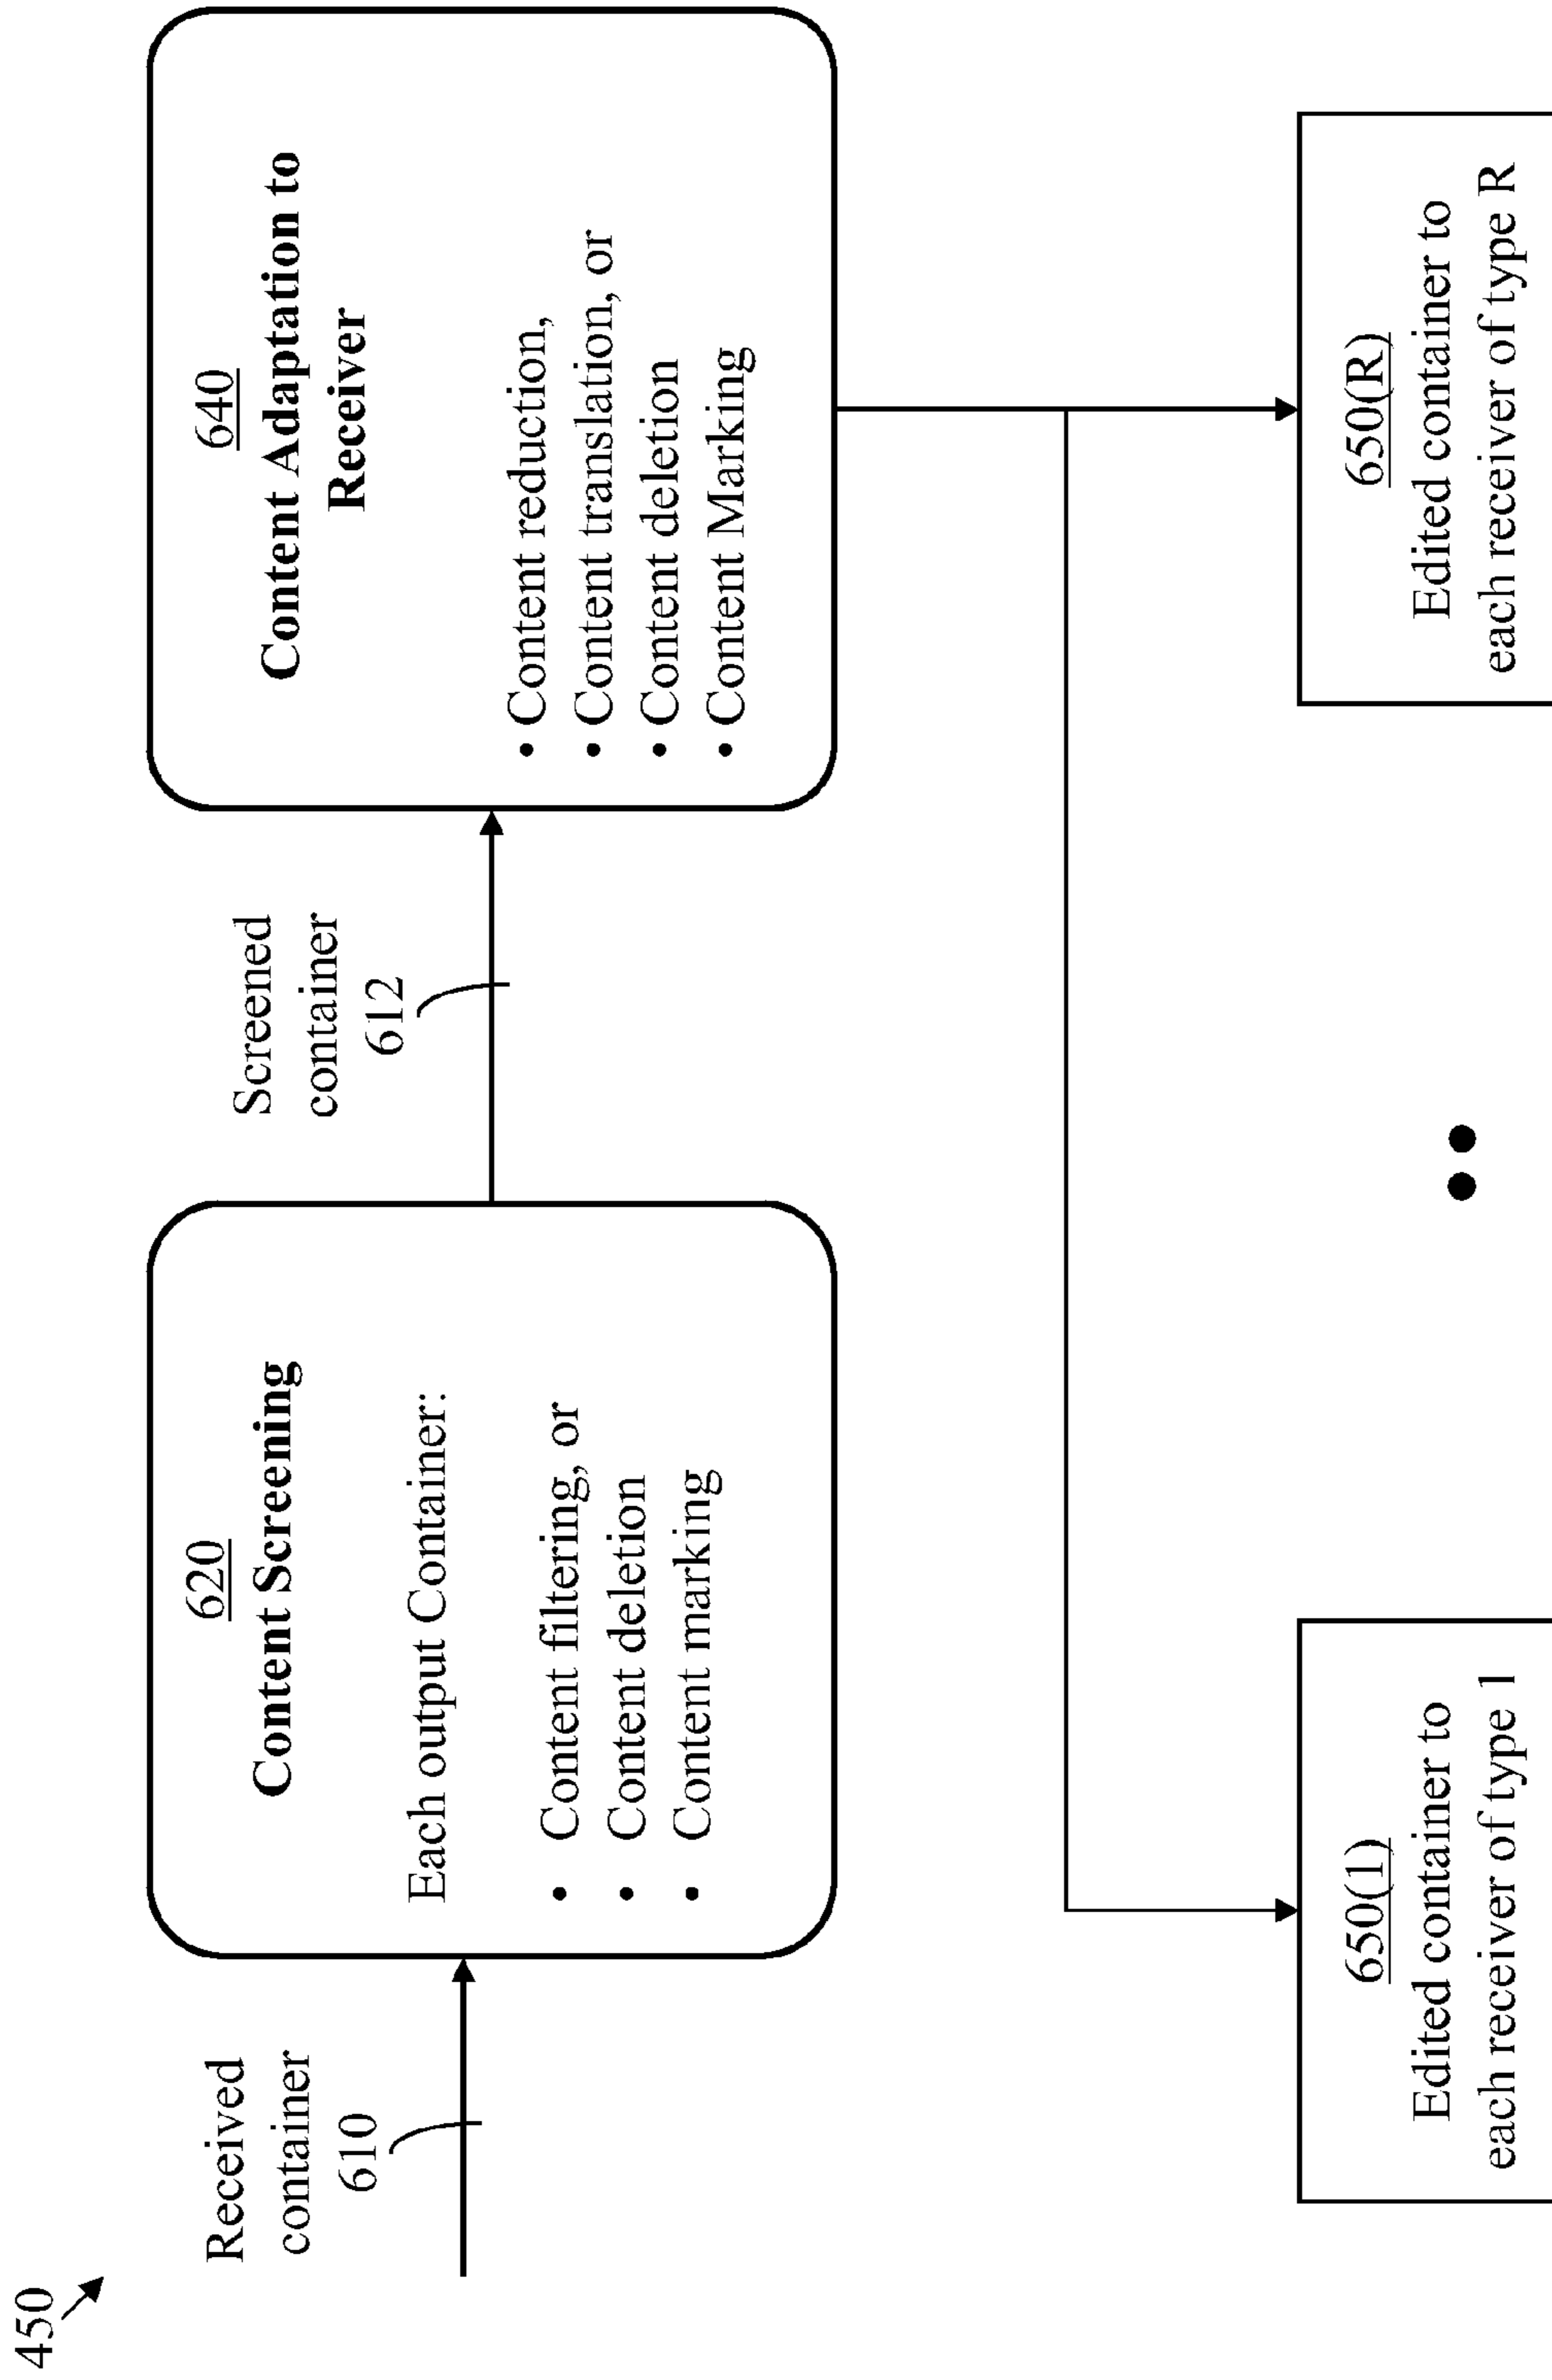 450
Received
container
610
620
Content Screening
Each output Container:
• Content filtering, or
• Content deletion
• Content marking
Screened
container
612
640
Content Adaptation to
Receiver
• Content reduction,
• Content translation, or
• Content deletion
• Content Marking
650(1)
Edited container to
each receiver of type 1
650(R)
Edited container to
each receiver of type R